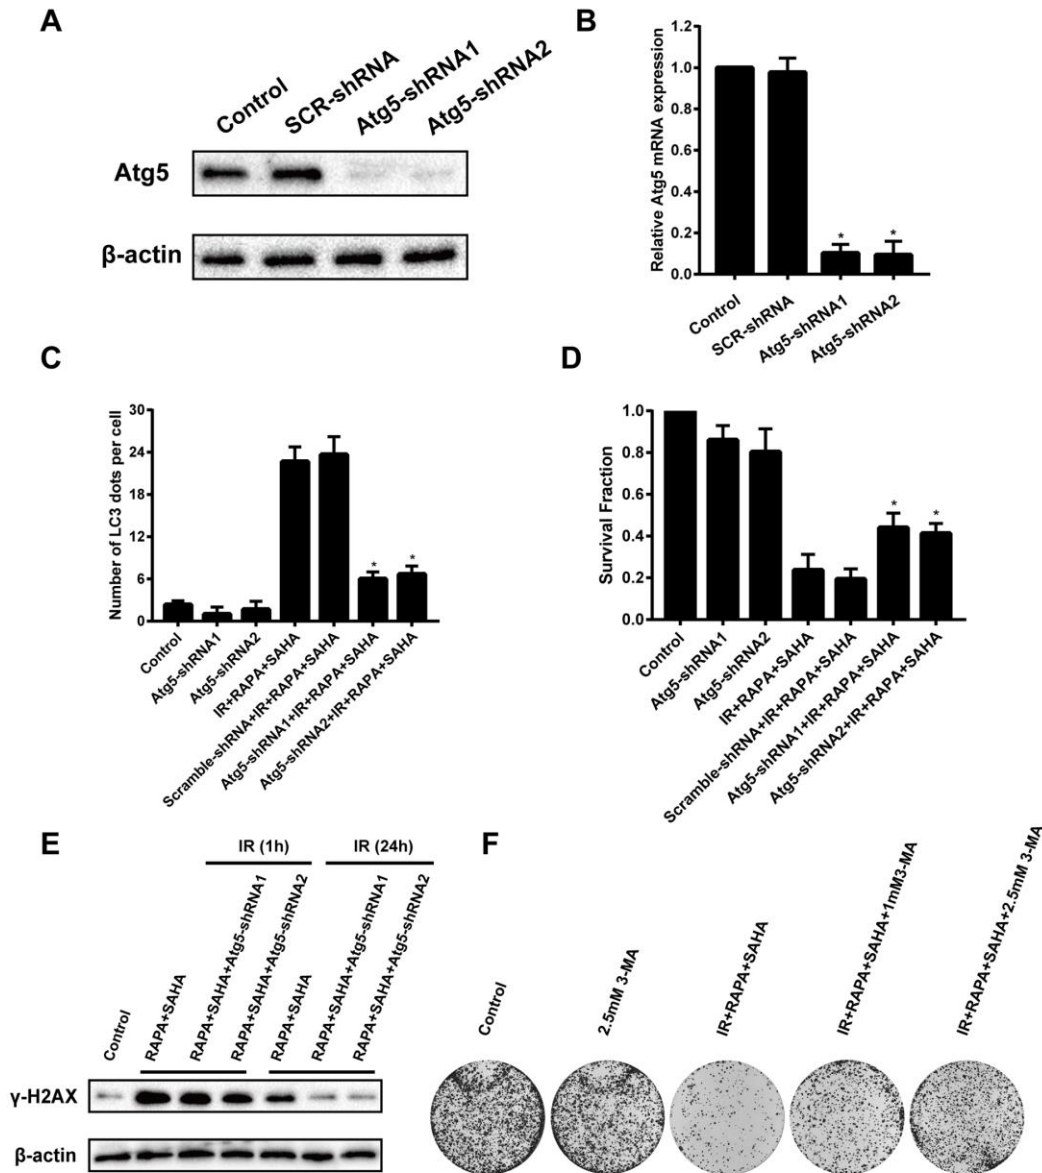 A
Control
SCR-shRNA
Atg5-shRNA1
Atg5-shRNA2
Atg5
β-actin
B
Relative Atg5 mRNA expression
1.2
1.0
0.8
0.6
0.4
0.2
0.0
*
*
Control
SCR-shRNA
Atg5-shRNA1
Atg5-shRNA2
C
Number of LC3 dots per cell
30
24
18
12
6
0
*
*
Control
Atg5-shRNA1
Atg5-shRNA2
IR+RAPA+SAHA
Scramble-shRNA+IR+RAPA+SAHA
Atg5-shRNA1+IR+RAPA+SAHA
Atg5-shRNA2+IR+RAPA+SAHA
D
Survival Fraction
1.0
0.8
0.6
0.4
0.2
0.0
*
*
Control
Atg5-shRNA1
Atg5-shRNA2
IR+RAPA+SAHA
Scramble-shRNA+IR+RAPA+SAHA
Atg5-shRNA1+IR+RAPA+SAHA
Atg5-shRNA2+IR+RAPA+SAHA
E
IR (1h)
IR (24h)
Control
RAPA+SAHA
RAPA+SAHA+Atg5-shRNA1
RAPA+SAHA+Atg5-shRNA2
RAPA+SAHA
RAPA+SAHA+Atg5-shRNA1
RAPA+SAHA+Atg5-shRNA2
γ-H2AX
β-actin
F
Control
2.5mM 3-MA
IR+RAPA+SAHA
IR+RAPA+SAHA+1mM3-MA
IR+RAPA+SAHA+2.5mM 3-MA